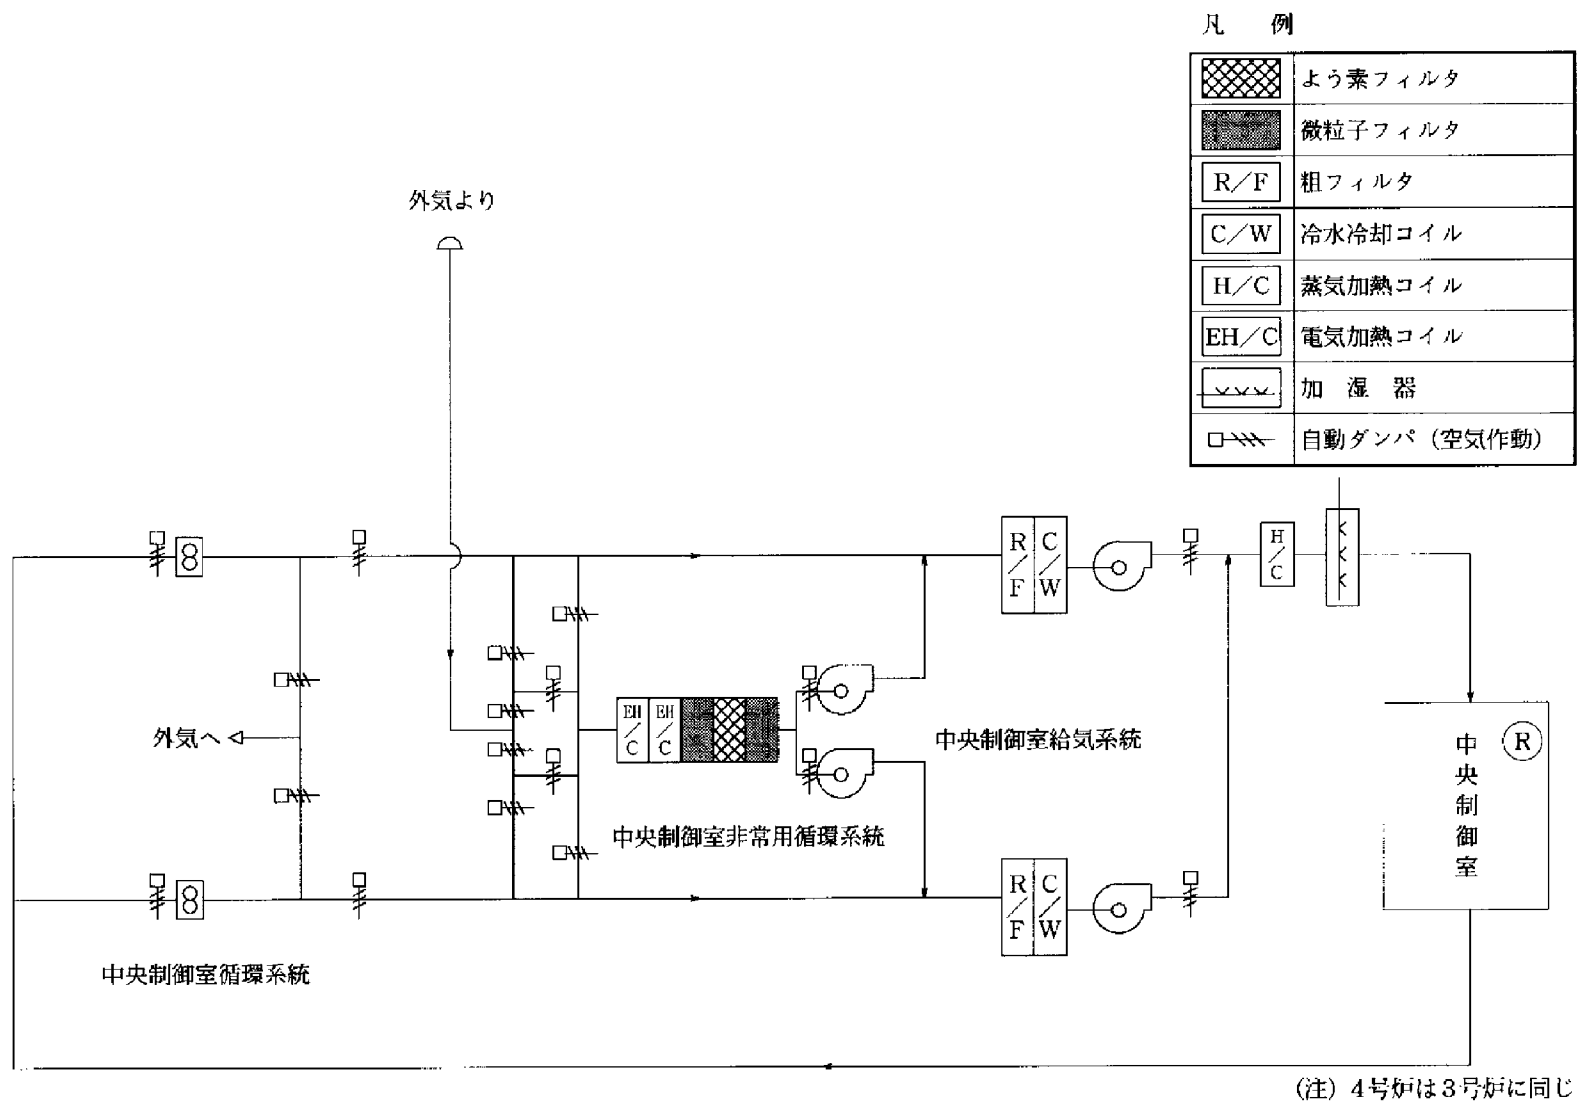 凡 例
よう素フィルタ
微粒子フィルタ
R/F 粗フィルタ
C/W 冷水冷却コイル
H/C 蒸気加熱コイル
EH/C 電気加熱コイル
加 湿 器
自動ダンパ (空気作動)
外気より
R/F
C/W
H/C
外気へ
EH/C
EH/C
中央制御室給気系統
中央制御室
R
中央制御室非常用循環系統
R/F
C/W
中央制御室循環系統
(注) 4号炉は3号炉に同じ